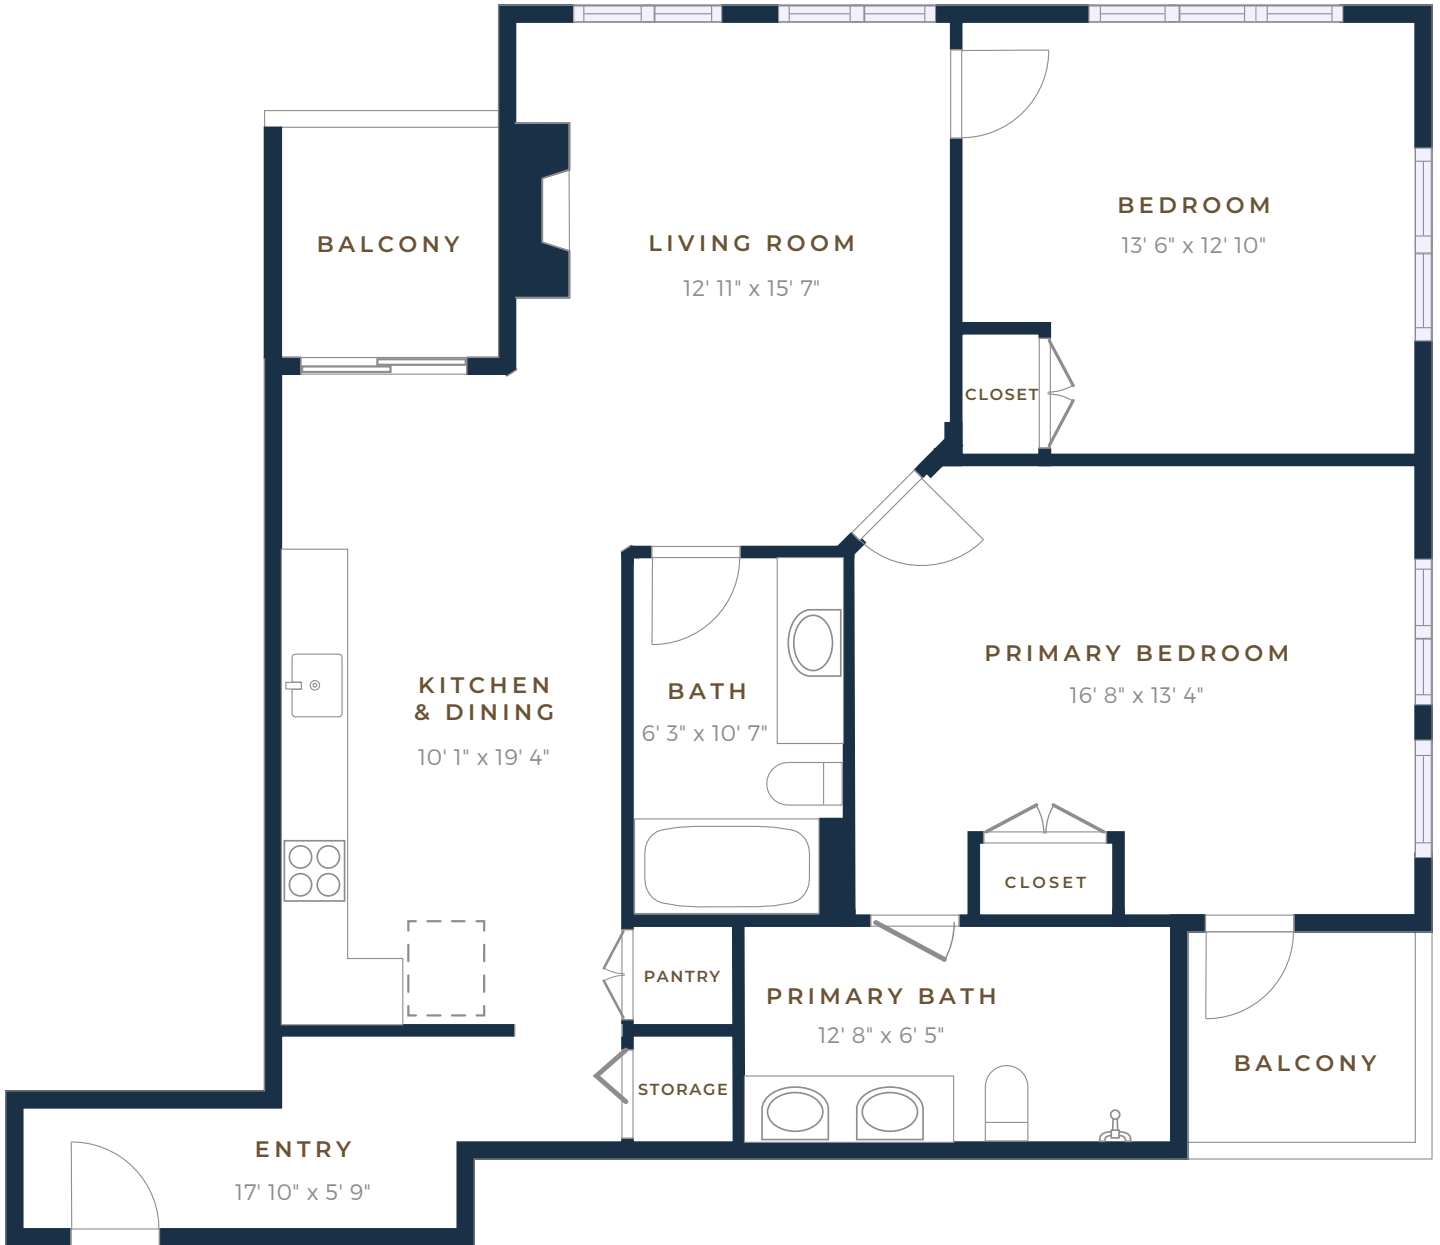 BEDROOM
13' 6" x 12' 10"
BALCONY
LIVING ROOM
12' 11" x 15' 7"
CLOSET
PRIMARY BEDROOM
16' 8" x 13' 4"
KITCHEN
& DINING
10' 1" x 19' 4"
BATH
6' 3" x 10' 7"
CLOSET
PANTRY
PRIMARY BATH
12' 8" x 6' 5"
BALCONY
STORAGE
ENTRY
17' 10" x 5' 9"